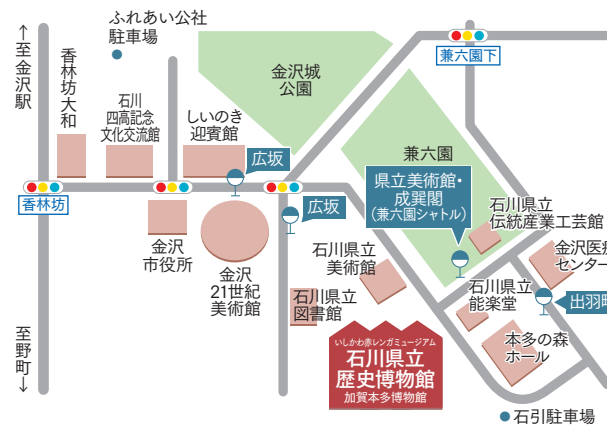 ↑至金沢駅
ふれあい公社
駐車場
香林坊大和
石川
四高記念
文化交流館
しいのき
迎賓館
金沢城
公園
兼六園下
広坂
兼六園
県立美術館・
成巽閣
(兼六園シャトル)
石川県立
伝統産業工芸館
香林坊
金沢
市役所
金沢
21世紀
美術館
広坂
石川県立
美術館
石川県立
図書館
金沢医療
センター
石川県立
能楽堂
出羽町
本多の森
ホール
いしかわ赤レンガミュージアム
石川県立
歴史博物館
加賀本多博物館
至野町↓
石引駐車場